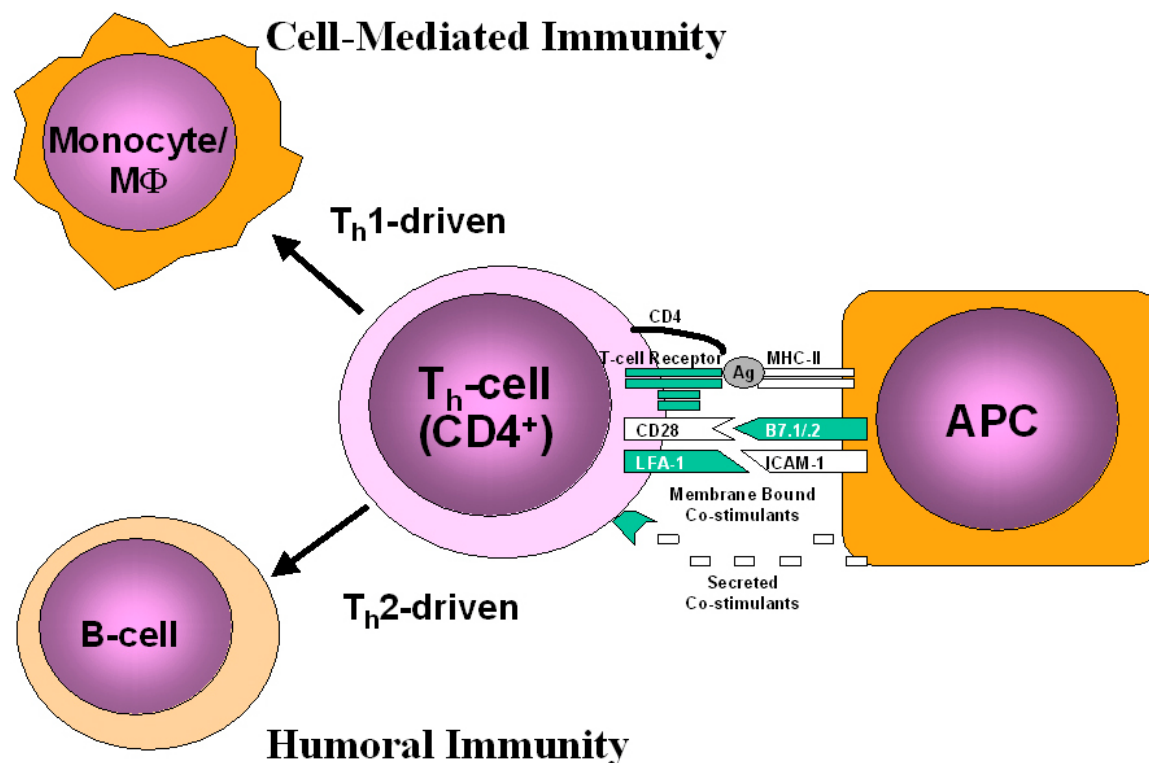 Cell-Mediated Immunity
Monocyte/
MΦ
Th1-driven
CD4
T-cell Receptor
Ag
MHC-II
Th-cell
(CD4+)
CD28
B7.1/.2
APC
LFA-1
ICAM-1
Membrane Bound
Co-stimulants
Secreted
Co-stimulants
Th2-driven
B-cell
Humoral Immunity